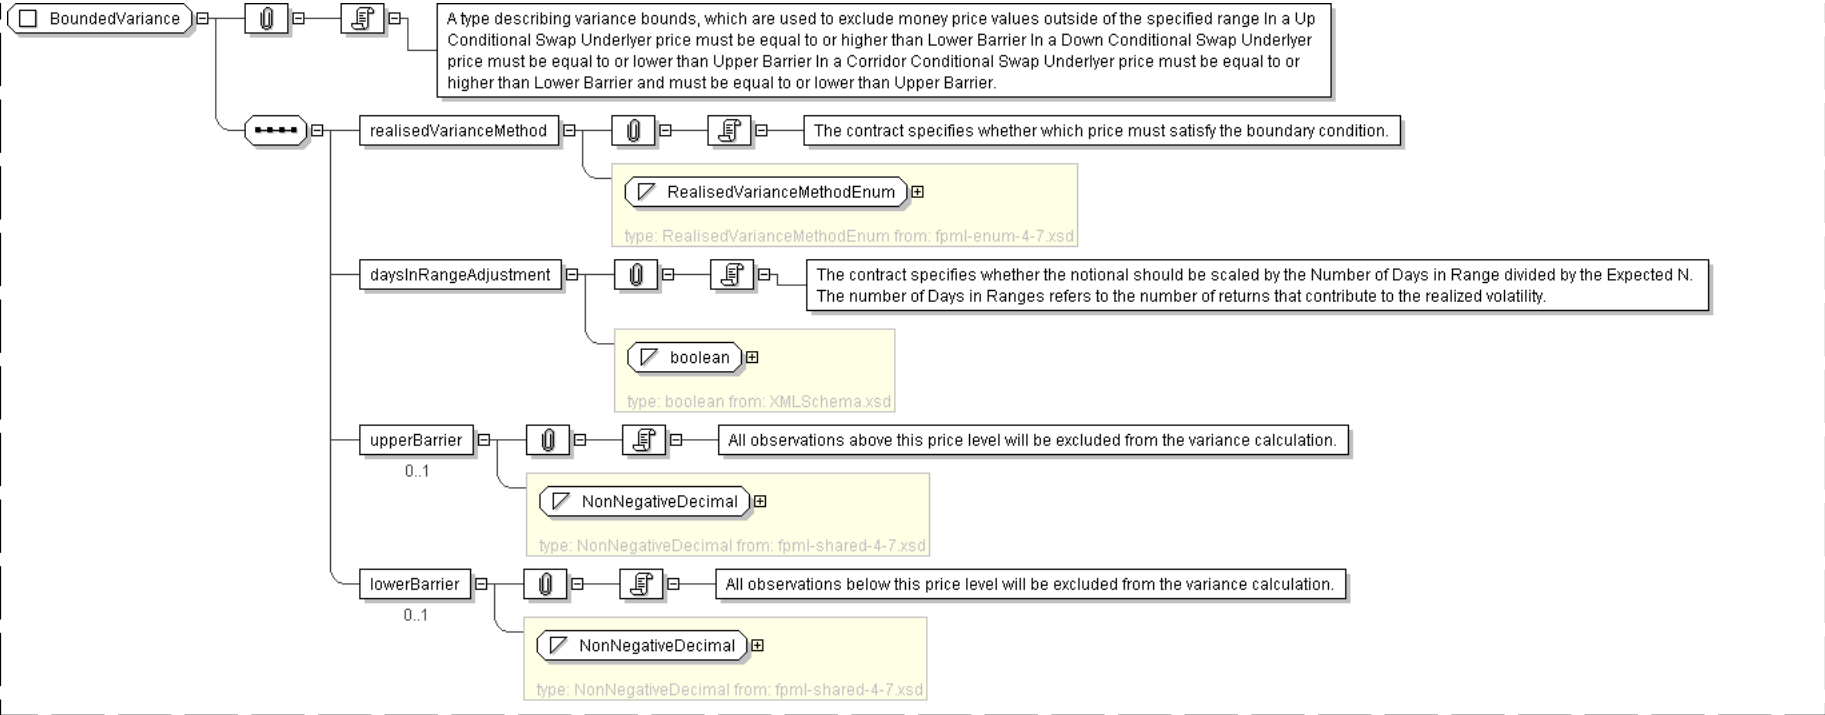 BoundedVariance
A type describing variance bounds, which are used to exclude money price values outside of the specified range In a Up
Conditional Swap Underlyer price must be equal to or higher than Lower Barrier In a Down Conditional Swap Underlyer
price must be equal to or lower than Upper Barrier In a Corridor Conditional Swap Underlyer price must be equal to or
higher than Lower Barrier and must be equal to or lower than Upper Barrier.
realisedVarianceMethod
The contract specifies whether which price must satisfy the boundary condition.
RealisedVarianceMethodEnum
type: RealisedVarianceMethodEnum from: fpml-enum-4-7.xsd
daysInRangeAdjustment
The contract specifies whether the notional should be scaled by the Number of Days in Range divided by the Expected N.
The number of Days in Ranges refers to the number of returns that contribute to the realized volatility.
boolean
type: boolean from: XMLSchema.xsd
upperBarrier
All observations above this price level will be excluded from the variance calculation.
0..1
NonNegativeDecimal
type: NonNegativeDecimal from: fpml-shared-4-7.xsd
lowerBarrier
All observations below this price level will be excluded from the variance calculation.
0..1
NonNegativeDecimal
type: NonNegativeDecimal from: fpml-shared-4-7.xsd